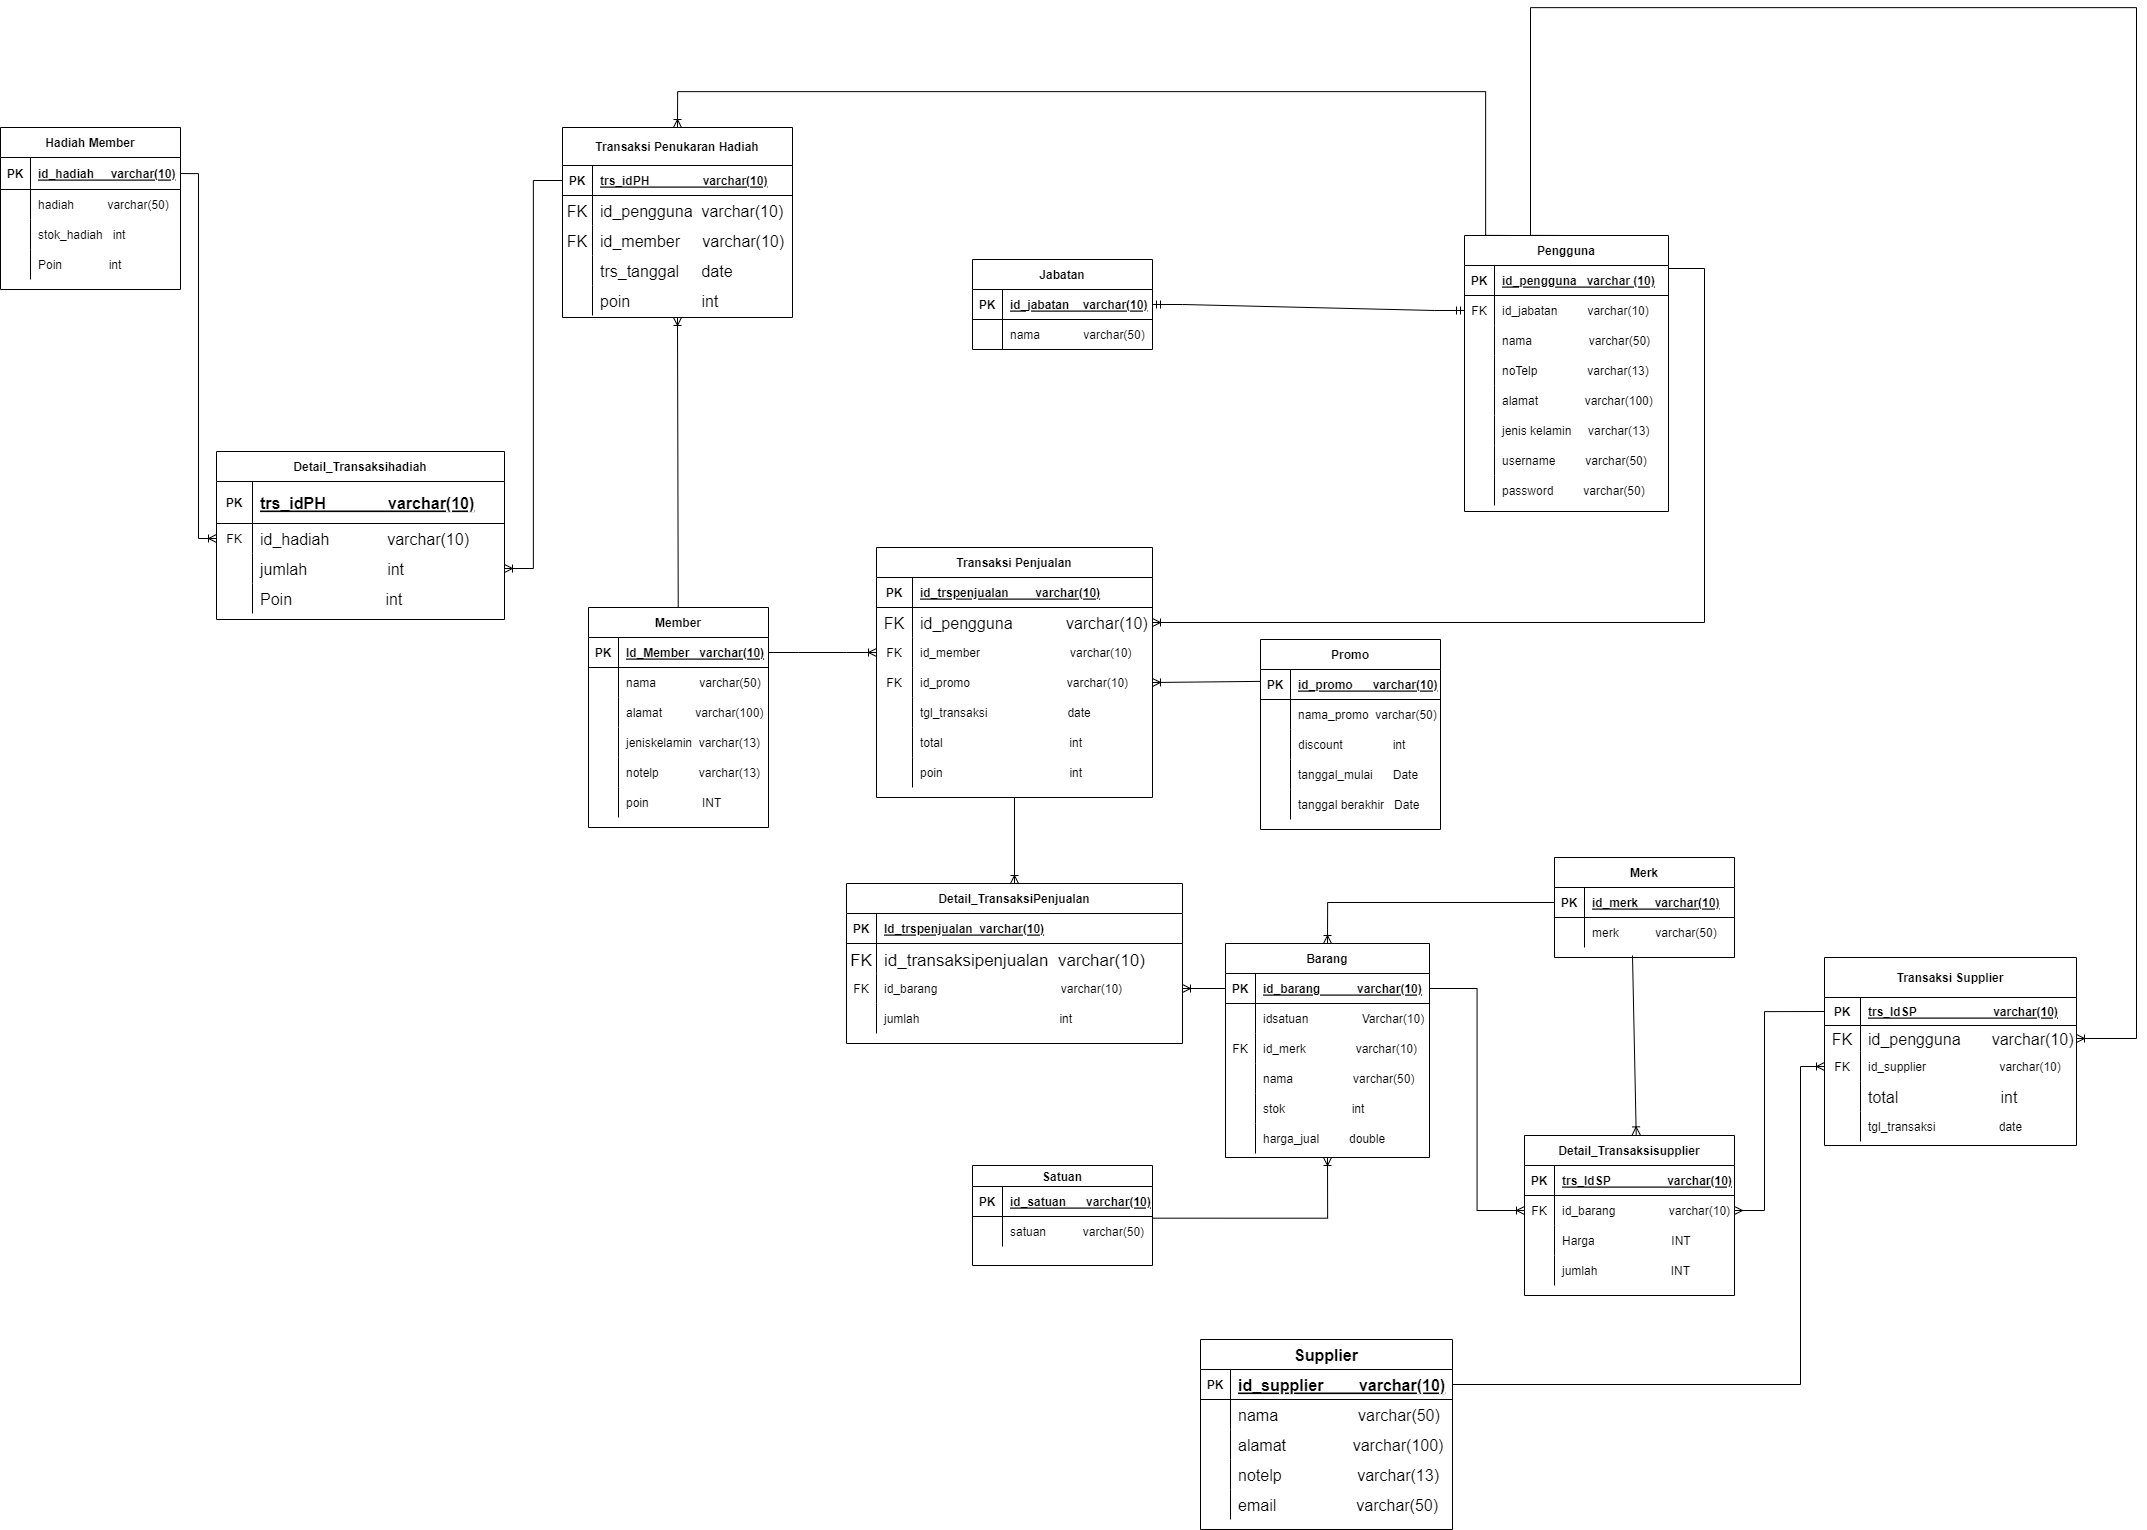 Hadiah Member
PK id_hadiah varchar(10)
hadiah varchar(50)
stok_hadiah int
Poin int
Transaksi Penukaran Hadiah
PK trs_idPH varchar(10)
FK id_pengguna varchar(10)
FK id_member varchar(10)
trs_tanggal date
poin int
Jabatan
PK id_jabatan varchar(10)
nama varchar(50)
Pengguna
PK id_pengguna varchar (10)
FK id_jabatan varchar(10)
nama varchar(50)
noTelp varchar(13)
alamat varchar(100)
jenis kelamin varchar(13)
username varchar(50)
password varchar(50)
Detail_Transaksihadiah
PK trs_idPH varchar(10)
FK id_hadiah varchar(10)
jumlah int
Poin int
Member
PK Id_Member varchar(10)
nama varchar(50)
alamat varchar(100)
jeniskelamin varchar(13)
notelp varchar(13)
poin INT
Transaksi Penjualan
PK id_trspenjualan varchar(10)
FK id_pengguna varchar(10)
FK id_member varchar(10)
FK id_promo varchar(10)
tgl_transaksi date
total int
poin int
Promo
PK id_promo varchar(10)
nama_promo varchar(50)
discount int
tanggal_mulai Date
tanggal berakhir Date
Detail_TransaksiPenjualan
PK Id_trspenjualan varchar(10)
FK id_transaksipenjualan varchar(10)
FK id_barang varchar(10)
jumlah int
Barang
PK id_barang varchar(10)
idsatuan Varchar(10)
FK id_merk varchar(10)
nama varchar(50)
stok int
harga_jual double
Merk
PK id_merk varchar(10)
merk varchar(50)
Transaksi Supplier
PK trs_IdSP varchar(10)
FK id_pengguna varchar(10)
FK id_supplier varchar(10)
total int
tgl_transaksi date
Satuan
PK id_satuan varchar(10)
satuan varchar(50)
Detail_Transaksisupplier
PK trs_IdSP varchar(10)
FK id_barang varchar(10)
Harga INT
jumlah INT
Supplier
PK id_supplier varchar(10)
nama varchar(50)
alamat varchar(100)
notelp varchar(13)
email varchar(50)